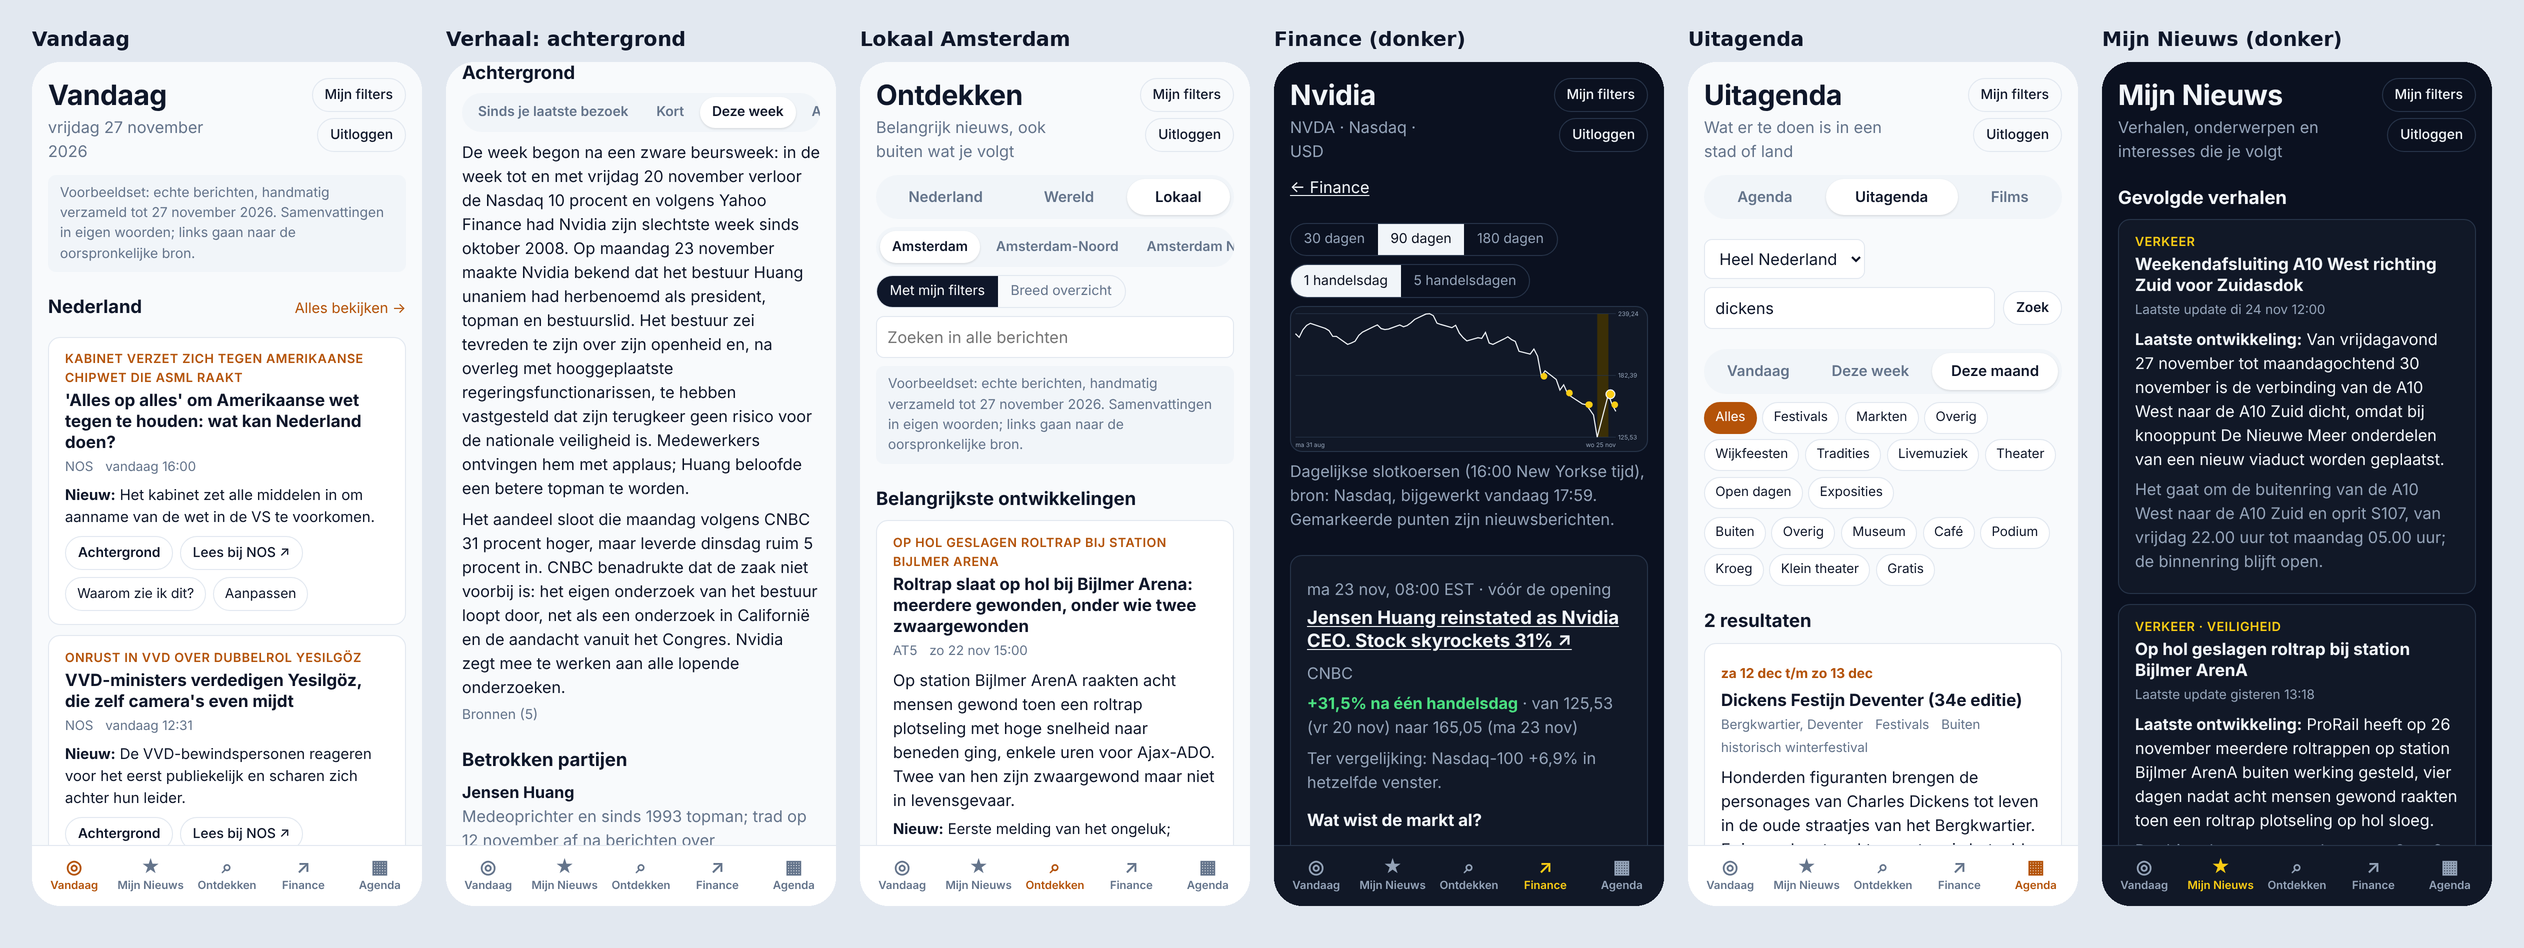 Vandaag
Vandaag
Mijn filters
vrijdag 27 november
2026
Uitloggen
Voorbeeldset: echte berichten, handmatig
verzameld tot 27 november 2026. Samenvattingen
in eigen woorden; links gaan naar de
oorspronkelijke bron.
Nederland
Alles bekijken →
KABINET VERZET ZICH TEGEN AMERIKAANSE
CHIPWET DIE ASML RAAKT
'Alles op alles' om Amerikaanse wet
tegen te houden: wat kan Nederland
doen?
NOS vandaag 16:00
Nieuw: Het kabinet zet alle middelen in om
aanname van de wet in de VS te voorkomen.
Achtergrond
Lees bij NOS ↗
Waarom zie ik dit?
Aanpassen
ONRUST IN VVD OVER DUBBELROL YESILGÖZ
VVD-ministers verdedigen Yesilgöz,
die zelf camera's even mijdt
NOS vandaag 12:31
Nieuw: De VVD-bewindspersonen reageren
voor het eerst publiekelijk en scharen zich
achter hun leider.
Achtergrond
Lees bij NOS ↗
Vandaag
Mijn Nieuws
Ontdekken
Finance
Agenda
Verhaal: achtergrond
Achtergrond
Sinds je laatste bezoek
Kort
Deze week
De week begon na een zware beursweek: in de
week tot en met vrijdag 20 november verloor
de Nasdaq 10 procent en volgens Yahoo
Finance had Nvidia zijn slechtste week sinds
oktober 2008. Op maandag 23 november
maakte Nvidia bekend dat het bestuur Huang
unaniem had herbenoemd als president,
topman en bestuurslid. Het bestuur zei
tevreden te zijn over zijn openheid en, na
overleg met hooggeplaatste
regeringsfunctionarissen, te hebben
vastgesteld dat zijn terugkeer geen risico voor
de nationale veiligheid is. Medewerkers
ontvingen hem met applaus; Huang beloofde
een betere topman te worden.
Het aandeel sloot die maandag volgens CNBC
31 procent hoger, maar leverde dinsdag ruim 5
procent in. CNBC benadrukte dat de zaak niet
voorbij is: het eigen onderzoek van het bestuur
loopt door, net als een onderzoek in Californië
en de aandacht vanuit het Congres. Nvidia
zegt mee te werken aan alle lopende
onderzoeken.
Bronnen (5)
Betrokken partijen
Jensen Huang
Medeoprichter en sinds 1993 topman; trad op
12 november af na berichten over
Vandaag
Mijn Nieuws
Ontdekken
Finance
Agenda
Lokaal Amsterdam
Ontdekken
Mijn filters
Belangrijk nieuws, ook
buiten wat je volgt
Uitloggen
Nederland
Wereld
Lokaal
Amsterdam
Amsterdam-Noord
Amsterdam N
Met mijn filters
Breed overzicht
Zoeken in alle berichten
Voorbeeldset: echte berichten, handmatig
verzameld tot 27 november 2026. Samenvattingen
in eigen woorden; links gaan naar de
oorspronkelijke bron.
Belangrijkste ontwikkelingen
OP HOL GESLAGEN ROLTRAP BIJ STATION
BIJLMER ARENA
Roltrap slaat op hol bij Bijlmer Arena:
meerdere gewonden, onder wie twee
zwaargewonden
AT5 zo 22 nov 15:00
Op station Bijlmer ArenA raakten acht
mensen gewond toen een roltrap
plotseling met hoge snelheid naar
beneden ging, enkele uren voor Ajax-ADO.
Twee van hen zijn zwaargewond maar niet
in levensgevaar.
Nieuw: Eerste melding van het ongeluk;
Vandaag
Mijn Nieuws
Ontdekken
Finance
Agenda
Finance (donker)
Nvidia
Mijn filters
NVDA · Nasdaq ·
USD
Uitloggen
← Finance
30 dagen
90 dagen
180 dagen
1 handelsdag
5 handelsdagen
239,24
182,39
125,53
ma 31 aug
wo 25 nov
Dagelijkse slotkoersen (16:00 New Yorkse tijd),
bron: Nasdaq, bijgewerkt vandaag 17:59.
Gemarkeerde punten zijn nieuwsberichten.
ma 23 nov, 08:00 EST · vóór de opening
Jensen Huang reinstated as Nvidia
CEO. Stock skyrockets 31% ↗
CNBC
+31,5% na één handelsdag · van 125,53
(vr 20 nov) naar 165,05 (ma 23 nov)
Ter vergelijking: Nasdaq-100 +6,9% in
hetzelfde venster.
Wat wist de markt al?
Vandaag
Mijn Nieuws
Ontdekken
Finance
Agenda
Uitagenda
Uitagenda
Mijn filters
Wat er te doen is in een
stad of land
Uitloggen
Agenda
Uitagenda
Films
Heel Nederland
dickens
Zoek
Vandaag
Deze week
Deze maand
Alles
Festivals
Markten
Overig
Wijkfeesten
Tradities
Livemuziek
Theater
Open dagen
Exposities
Buiten
Overig
Museum
Café
Podium
Kroeg
Klein theater
Gratis
2 resultaten
za 12 dec t/m zo 13 dec
Dickens Festijn Deventer (34e editie)
Bergkwartier, Deventer Festivals Buiten
historisch winterfestival
Honderden figuranten brengen de
personages van Charles Dickens tot leven
in de oude straatjes van het Bergkwartier.
Vandaag
Mijn Nieuws
Ontdekken
Finance
Agenda
Mijn Nieuws (donker)
Mijn Nieuws
Mijn filters
Verhalen, onderwerpen en
interesses die je volgt
Uitloggen
Gevolgde verhalen
VERKEER
Weekendafsluiting A10 West richting
Zuid voor Zuidasdok
Laatste update di 24 nov 12:00
Laatste ontwikkeling: Van vrijdagavond
27 november tot maandagochtend 30
november is de verbinding van de A10
West naar de A10 Zuid dicht, omdat bij
knooppunt De Nieuwe Meer onderdelen
van een nieuw viaduct worden geplaatst.
Het gaat om de buitenring van de A10
West naar de A10 Zuid en oprit S107, van
vrijdag 22.00 uur tot maandag 05.00 uur;
de binnenring blijft open.
VERKEER · VEILIGHEID
Op hol geslagen roltrap bij station
Bijlmer ArenA
Laatste update gisteren 13:18
Laatste ontwikkeling: ProRail heeft op 26
november meerdere roltrappen op station
Bijlmer ArenA buiten werking gesteld, vier
dagen nadat acht mensen gewond raakten
toen een roltrap plotseling op hol sloeg.
Vandaag
Mijn Nieuws
Ontdekken
Finance
Agenda